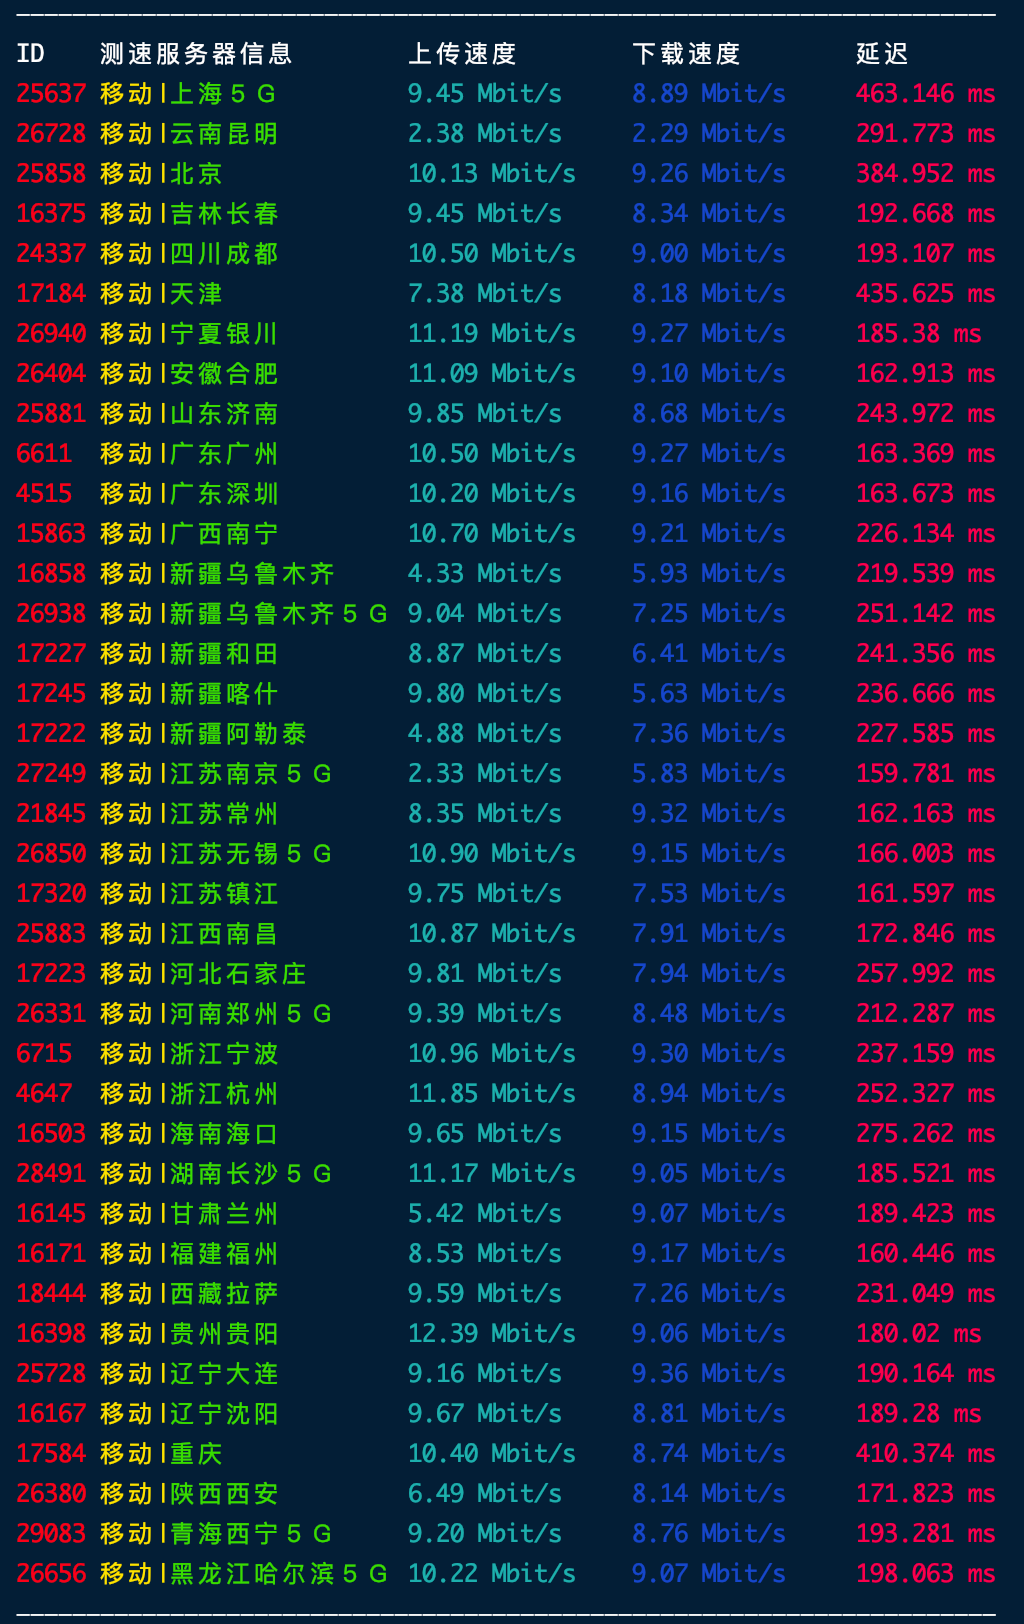 ID 测速服务器信息 上传速度 下载速度 延迟
25637 移动|上海５Ｇ 9.45 Mbit/s 8.89 Mbit/s 463.146 ms
26728 移动|云南昆明 2.38 Mbit/s 2.29 Mbit/s 291.773 ms
25858 移动|北京 10.13 Mbit/s 9.26 Mbit/s 384.952 ms
16375 移动|吉林长春 9.45 Mbit/s 8.34 Mbit/s 192.668 ms
24337 移动|四川成都 10.50 Mbit/s 9.00 Mbit/s 193.107 ms
17184 移动|天津 7.38 Mbit/s 8.18 Mbit/s 435.625 ms
26940 移动|宁夏银川 11.19 Mbit/s 9.27 Mbit/s 185.38 ms
26404 移动|安徽合肥 11.09 Mbit/s 9.10 Mbit/s 162.913 ms
25881 移动|山东济南 9.85 Mbit/s 8.68 Mbit/s 243.972 ms
6611 移动|广东广州 10.50 Mbit/s 9.27 Mbit/s 163.369 ms
4515 移动|广东深圳 10.20 Mbit/s 9.16 Mbit/s 163.673 ms
15863 移动|广西南宁 10.70 Mbit/s 9.21 Mbit/s 226.134 ms
16858 移动|新疆乌鲁木齐 4.33 Mbit/s 5.93 Mbit/s 219.539 ms
26938 移动|新疆乌鲁木齐５Ｇ 9.04 Mbit/s 7.25 Mbit/s 251.142 ms
17227 移动|新疆和田 8.87 Mbit/s 6.41 Mbit/s 241.356 ms
17245 移动|新疆喀什 9.80 Mbit/s 5.63 Mbit/s 236.666 ms
17222 移动|新疆阿勒泰 4.88 Mbit/s 7.36 Mbit/s 227.585 ms
27249 移动|江苏南京５Ｇ 2.33 Mbit/s 5.83 Mbit/s 159.781 ms
21845 移动|江苏常州 8.35 Mbit/s 9.32 Mbit/s 162.163 ms
26850 移动|江苏无锡５Ｇ 10.90 Mbit/s 9.15 Mbit/s 166.003 ms
17320 移动|江苏镇江 9.75 Mbit/s 7.53 Mbit/s 161.597 ms
25883 移动|江西南昌 10.87 Mbit/s 7.91 Mbit/s 172.846 ms
17223 移动|河北石家庄 9.81 Mbit/s 7.94 Mbit/s 257.992 ms
26331 移动|河南郑州５Ｇ 9.39 Mbit/s 8.48 Mbit/s 212.287 ms
6715 移动|浙江宁波 10.96 Mbit/s 9.30 Mbit/s 237.159 ms
4647 移动|浙江杭州 11.85 Mbit/s 8.94 Mbit/s 252.327 ms
16503 移动|海南海口 9.65 Mbit/s 9.15 Mbit/s 275.262 ms
28491 移动|湖南长沙５Ｇ 11.17 Mbit/s 9.05 Mbit/s 185.521 ms
16145 移动|甘肃兰州 5.42 Mbit/s 9.07 Mbit/s 189.423 ms
16171 移动|福建福州 8.53 Mbit/s 9.17 Mbit/s 160.446 ms
18444 移动|西藏拉萨 9.59 Mbit/s 7.26 Mbit/s 231.049 ms
16398 移动|贵州贵阳 12.39 Mbit/s 9.06 Mbit/s 180.02 ms
25728 移动|辽宁大连 9.16 Mbit/s 9.36 Mbit/s 190.164 ms
16167 移动|辽宁沈阳 9.67 Mbit/s 8.81 Mbit/s 189.28 ms
17584 移动|重庆 10.40 Mbit/s 8.74 Mbit/s 410.374 ms
26380 移动|陕西西安 6.49 Mbit/s 8.14 Mbit/s 171.823 ms
29083 移动|青海西宁５Ｇ 9.20 Mbit/s 8.76 Mbit/s 193.281 ms
26656 移动|黑龙江哈尔滨５Ｇ 10.22 Mbit/s 9.07 Mbit/s 198.063 ms